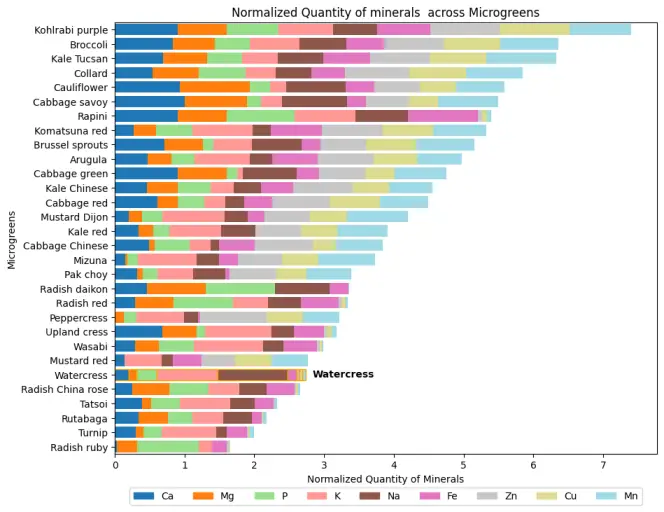 Normalized Quantity of minerals  across Microgreens
Kohlrabi purple
Broccoli
Kale Tucsan
Collard
Cauliflower
Cabbage savoy
Rapini
Komatsuna red
Brussel sprouts
Arugula
Cabbage green
Kale Chinese
Cabbage red
Mustard Dijon
Kale red
Cabbage Chinese
Mizuna
Pak choy
Radish daikon
Radish red
Peppercress
Upland cress
Wasabi
Mustard red
Watercress Watercress
Radish China rose
Tatsoi
Rutabaga
Turnip
Radish ruby
Microgreens
0 1 2 3 4 5 6 7
Normalized Quantity of Minerals
Ca Mg P K Na Fe Zn Cu Mn